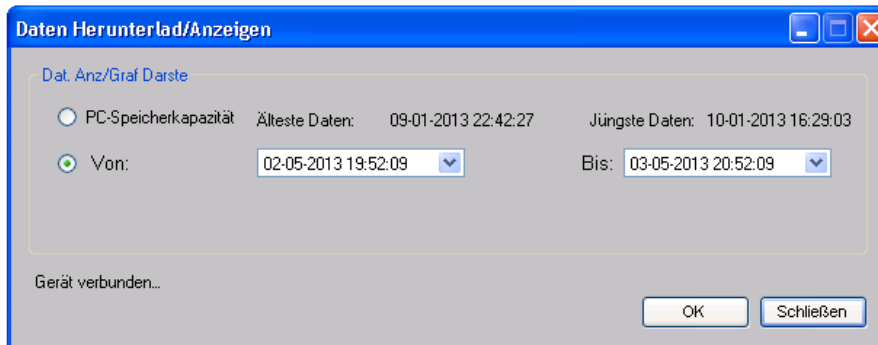 Daten Herunterlad/Anzeigen
Dat. Anz/Graf Darste
PC-Speicherkapazität Älteste Daten: 09-01-2013 22:42:27 Jüngste Daten: 10-01-2013 16:29:03
Von: 02-05-2013 19:52:09 Bis: 03-05-2013 20:52:09
Gerät verbunden...
OK Schließen